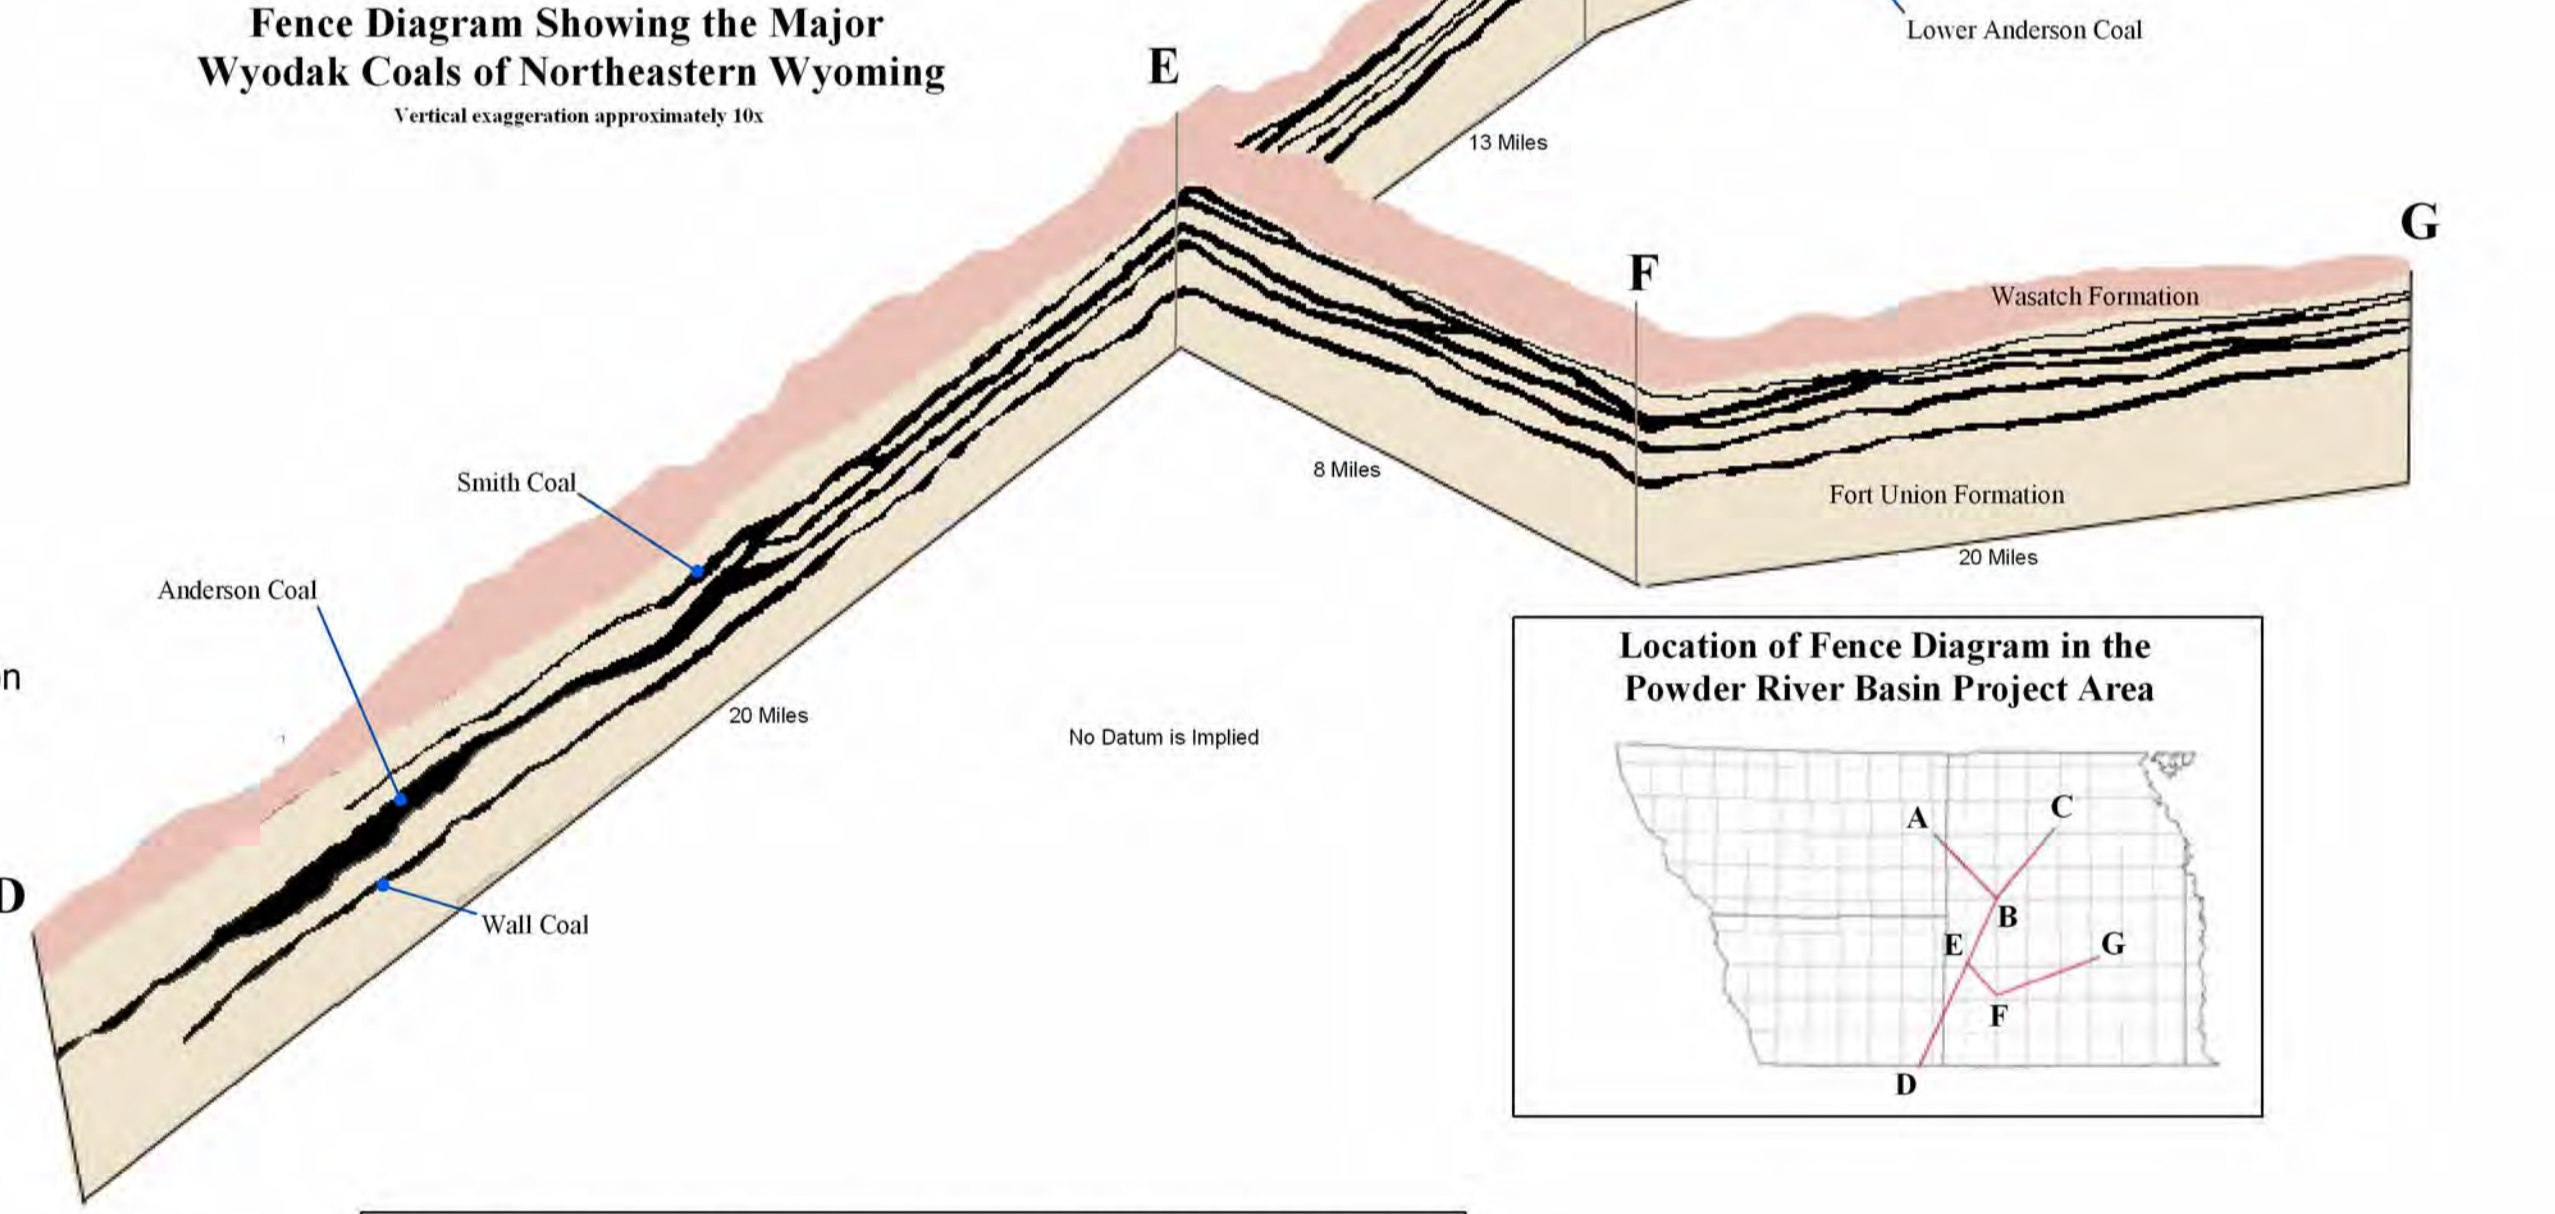 Fence Diagram Showing the Major
Wyodak Coals of Northeastern Wyoming
Vertical exaggeration approximately 10x
Lower Anderson Coal
E
13 Miles
G
F
Wasatch Formation
8 Miles
Smith Coal
Fort Union Formation
20 Miles
Anderson Coal
n
20 Miles
No Datum is Implied
D
Wall Coal
Location of Fence Diagram in the
Powder River Basin Project Area
A
C
B
E
G
F
D